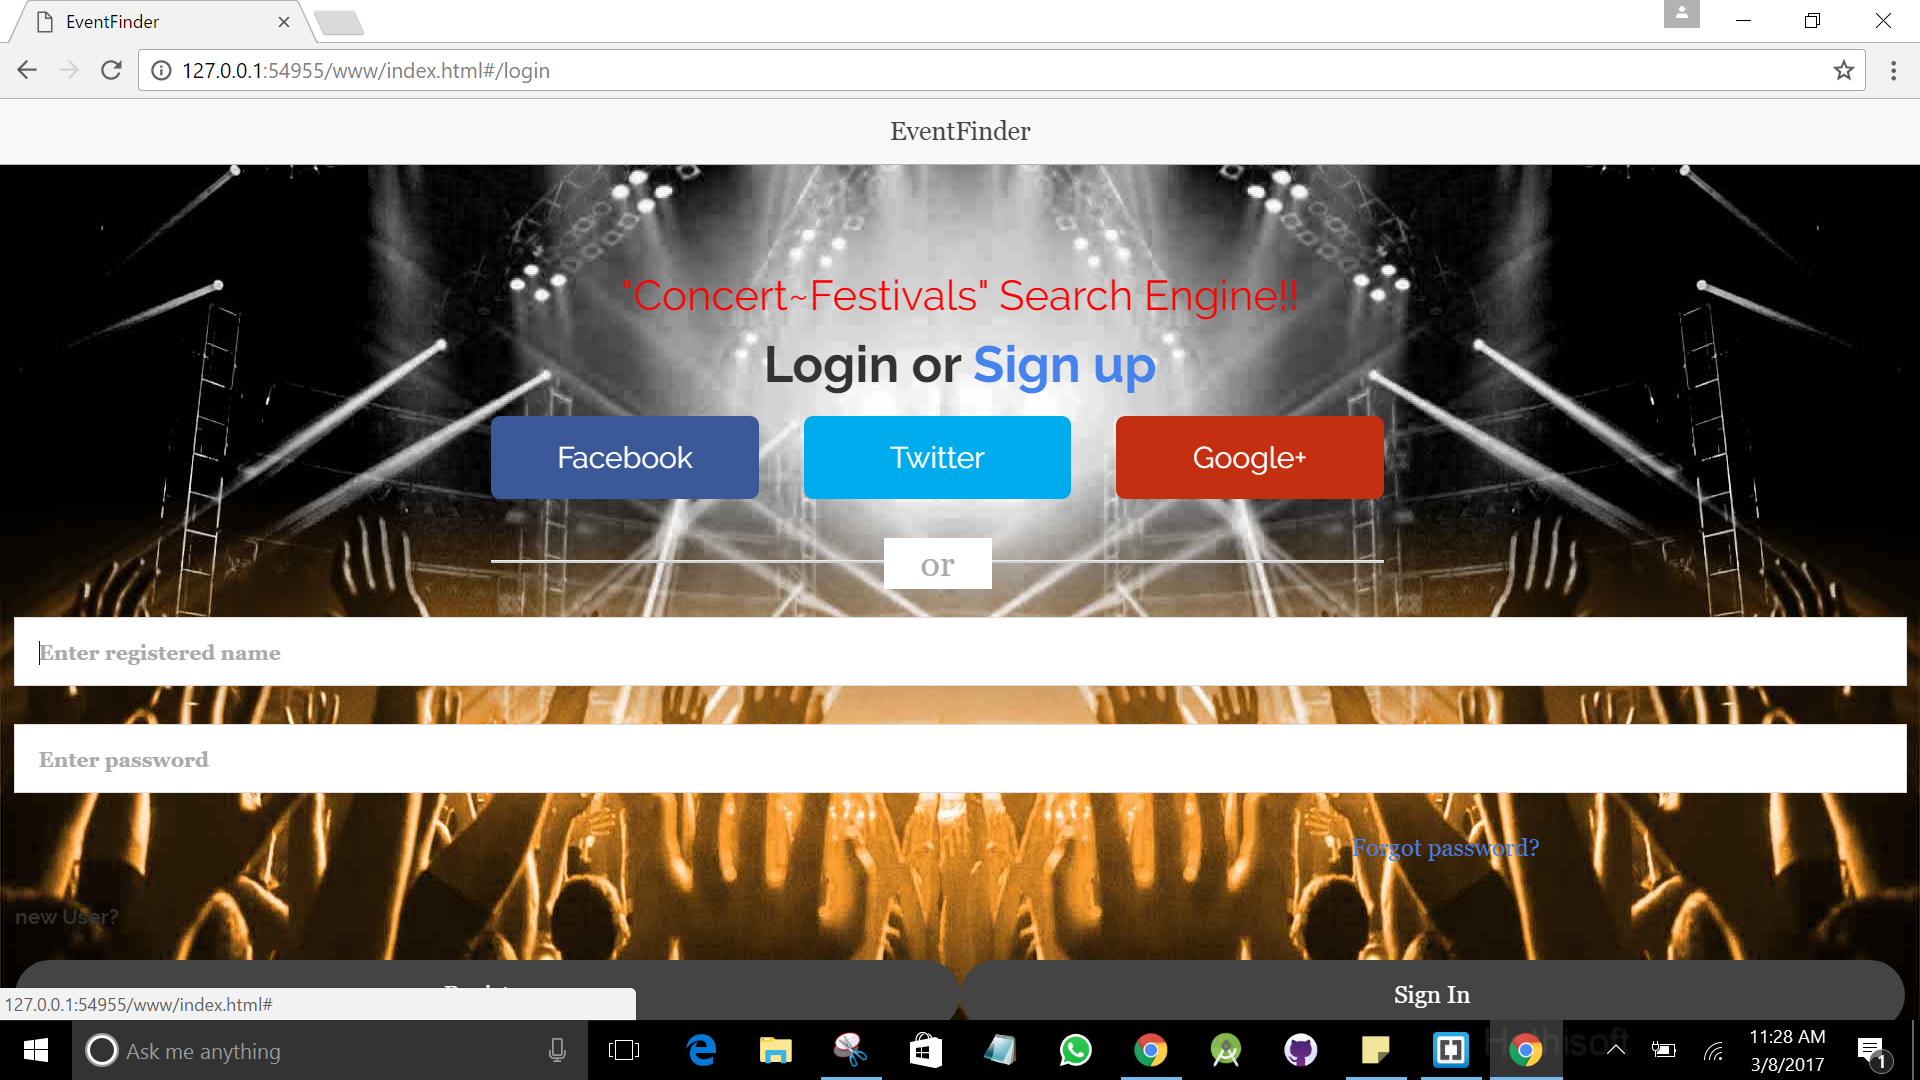 EventFinder
127.0.0.1:54955/www/index.html#/login
EventFinder
"Concert~Festivals" Search Engine!!
Login or Sign up
Facebook Twitter Google+
or
Enter registered name
Enter password
Forgot password?
new User?
Sign In
127.0.0.1:54955/www/index.html#
Ask me anything
11:28 AM
3/8/2017
1